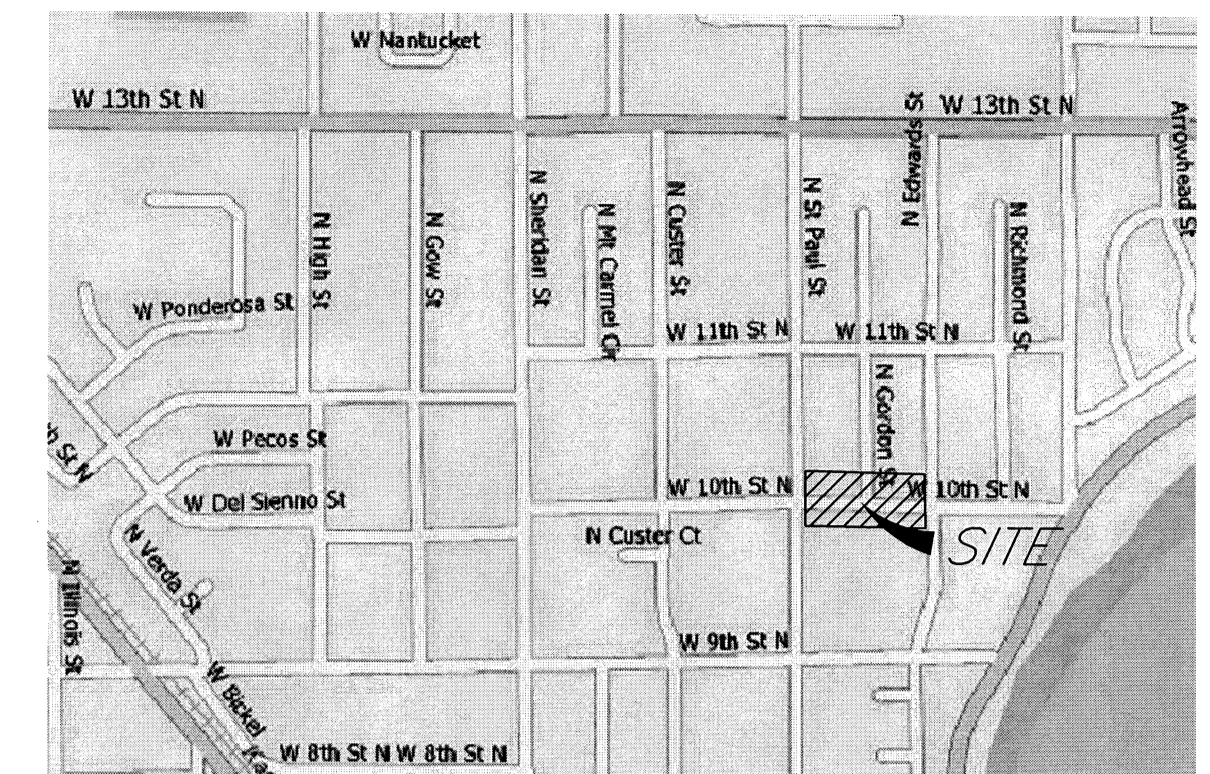 W Nantucket
W 13th St N
W 13th St N
N Edwards St
Arrowhead St
N High St
N Gow St
N Sheridan St
N Mt Carmel Cir
N Custer St
N St Paul St
N Richmond St
W Ponderosa St
W 11th St N
W 11th St N
N Gordon St
W Pecos St
W Del Sienno St
W 10th St N
W 10th St N
N Custer Ct
SITE
N Verda St
N Illinois St
W 9th St N
W Bickel
W 8th St N
W 8th St N